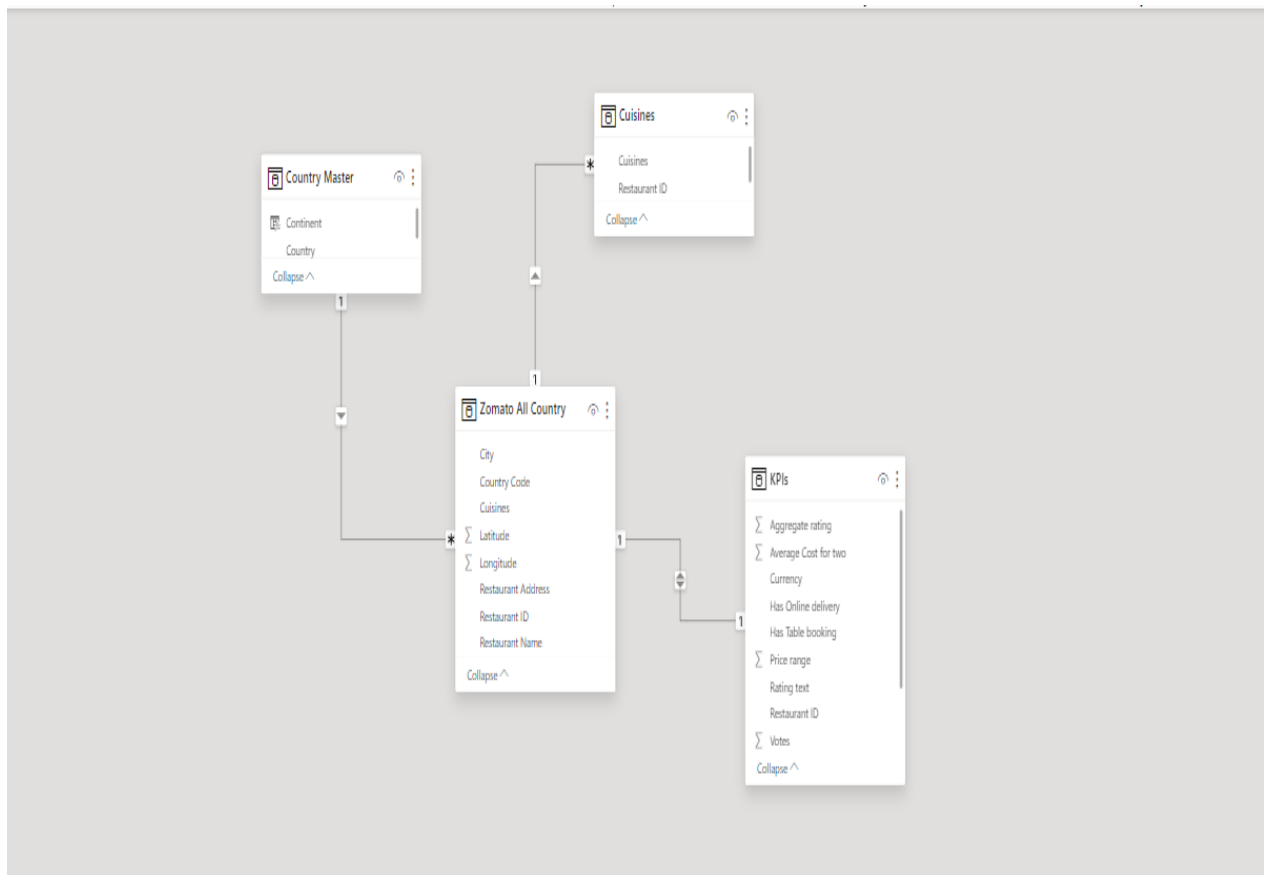 Cuisines
Cuisines
Restaurant ID
Collapse
*
Country Master
Continent
Country
Collapse
1
1
Zomato All Country
City
Country Code
Cuisines
Σ Latitude
Σ Longitude
Restaurant Address
Restaurant ID
Restaurant Name
Collapse
*
1
KPIs
Σ Aggregate rating
Σ Average Cost for two
Currency
Has Online delivery
Has Table booking
Σ Price range
Rating text
Restaurant ID
Σ Votes
Collapse
1